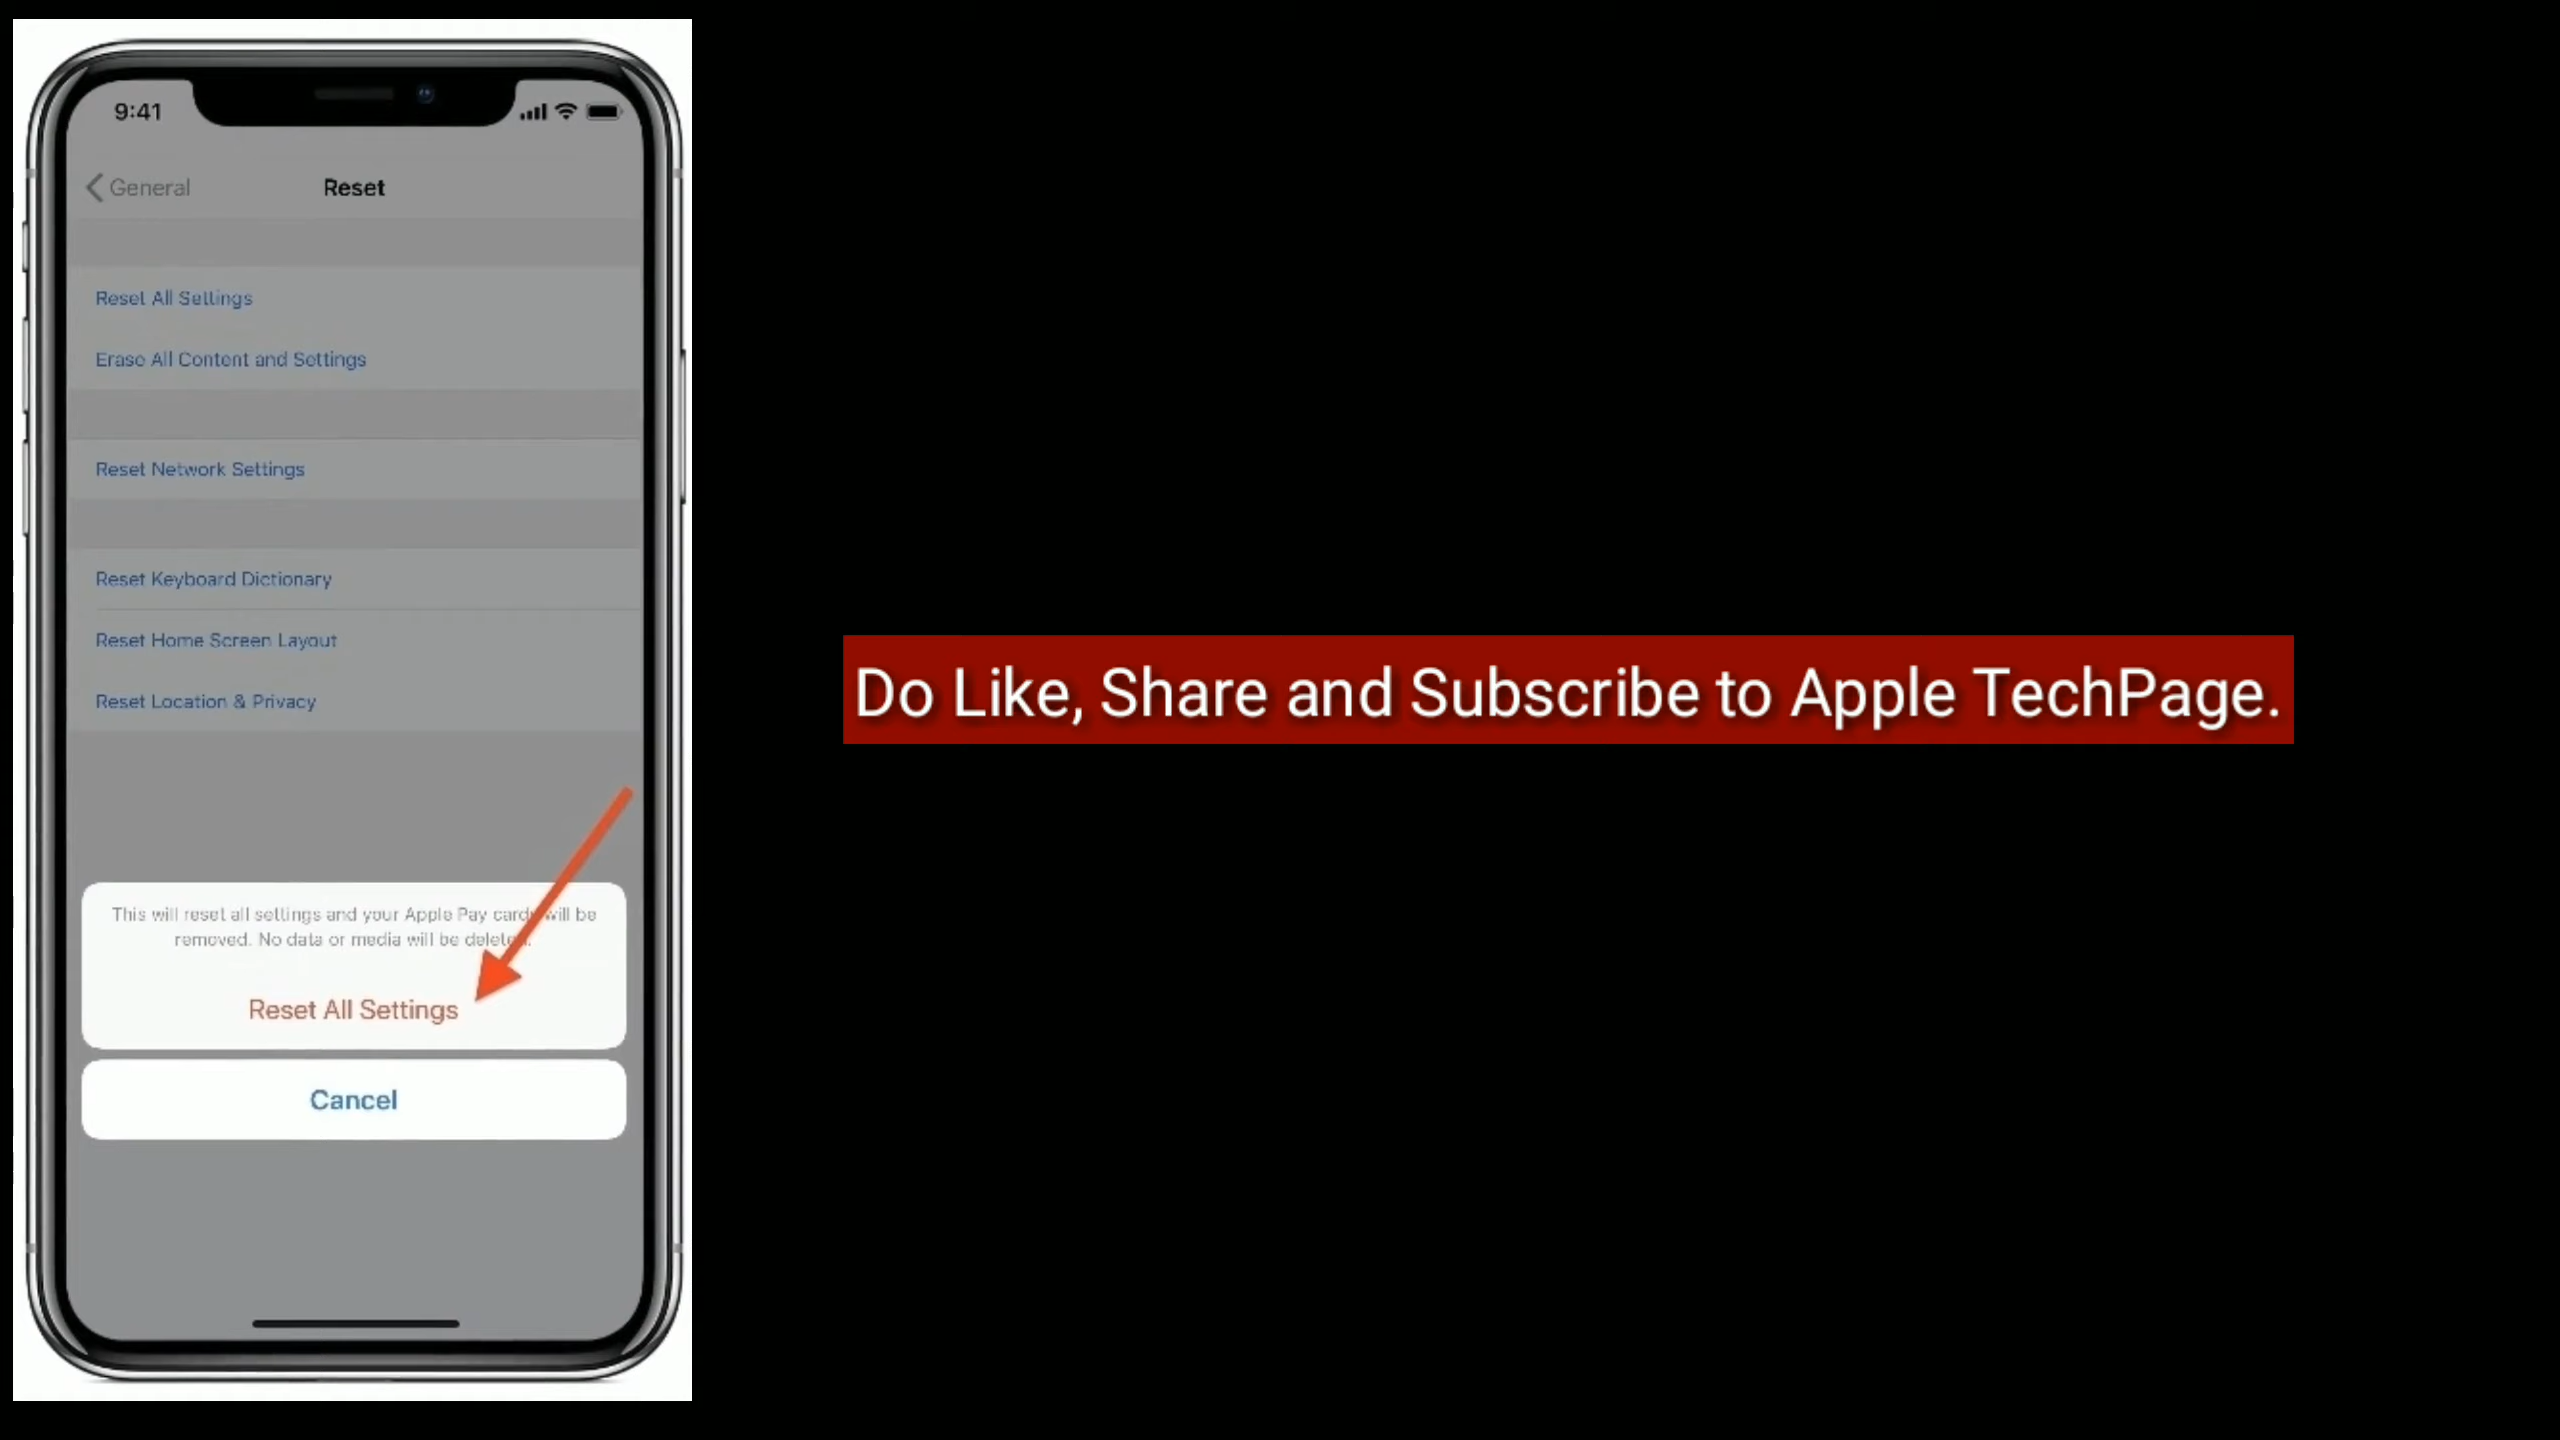 9:41
General
Reset
Reset All Settings
Erase All Content and Settings
Reset Network Settings
Reset Keyboard Dictionary
Reset Home Screen Layout
Reset Location & Privacy
This will reset all settings and your Apple Pay cards will be
removed. No data or media will be deleted.
Reset All Settings
Cancel
Do Like, Share and Subscribe to Apple TechPage.